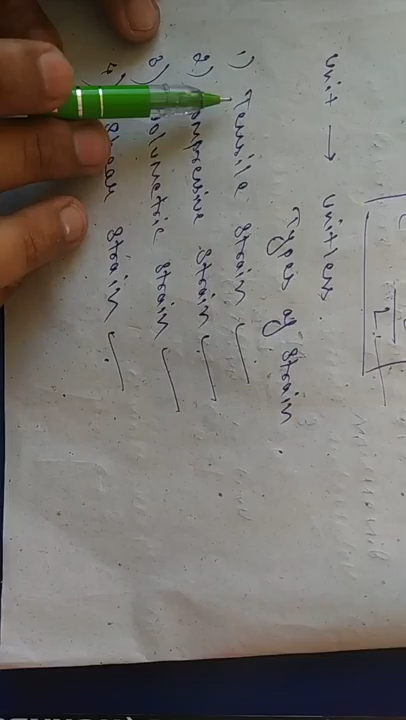 Unit → Unitless.
Types of Strain
1) Tensile Strain
2) Compressive Strain
3) Volumetric Strain
4) Shear Strain